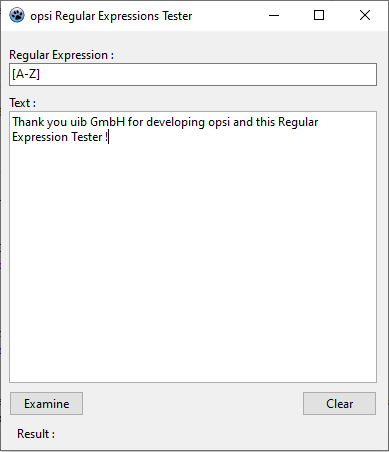 opsi Regular Expressions Tester
Regular Expression :
[A-Z]
Text :
Thank you uib GmbH for developing opsi and this Regular
Expression Tester !
Examine
Clear
Result :